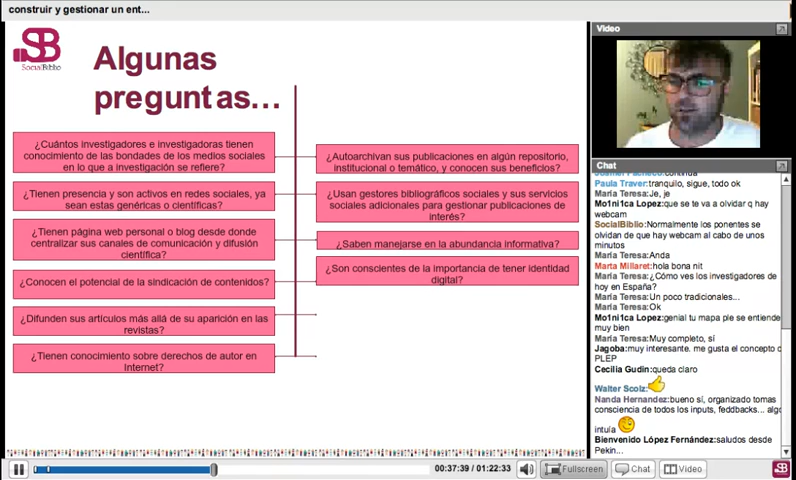 construir y gestionar un ent...
SB
SocialBiblio
Algunas
preguntas...
¿Cuántos investigadores e investigadoras tienen
conocimiento de las bondades de los medios sociales
en lo que a investigación se refiere?
¿Tienen presencia y son activos en redes sociales, ya
sean estas genéricas o científicas?
¿Tienen página web personal o blog desde donde
centralizar sus canales de comunicación y difusión
científica?
¿Conocen el potencial de la sindicación de contenidos?
¿Difunden sus artículos más allá de su aparición en las
revistas?
¿Tienen conocimiento sobre derechos de autor en
Internet?
¿Autoarchivan sus publicaciones en algún repositorio,
institucional o temático, y conocen sus beneficios?
¿Usan gestores bibliográficos sociales y sus servicios
sociales adicionales para gestionar publicaciones de
interés?
¿Saben manejarse en la abundancia informativa?
¿Son conscientes de la importancia de tener identidad
digital?
Video
Chat
Paula Traver:tranquilo, sigue, todo ok
Maria Teresa:Je, je
Mo1ni1ca Lopez:que se te va a olvidar q hay
webcam
SocialBiblio:Normalmente los ponentes se
olvidan de que hay webcam al cabo de unos
minutos
Maria Teresa:Anda
Marta Millaret:hola bona nit
Maria Teresa:¿Cómo ves los investigadores de
hoy en España?
Maria Teresa:Un poco tradicionales...
Maria Teresa:Ok
Mo1ni1ca Lopez:genial tu mapa ple se entiende
muy bien
Maria Teresa:Muy completo, sí
Jagoba:muy interesante. me gusta el concepto de
PLEP
Cecilia Gudin:queda claro
Walter Scolz:
Nanda Hernandez:bueno sí, organizado tomas
consciencia de todos los inputs, feddbacks...
intula
Bienvenido López Fernández:saludos desde
Pekin...
00:37:39 / 01:22:33
Fullscreen
Chat
Video
SB